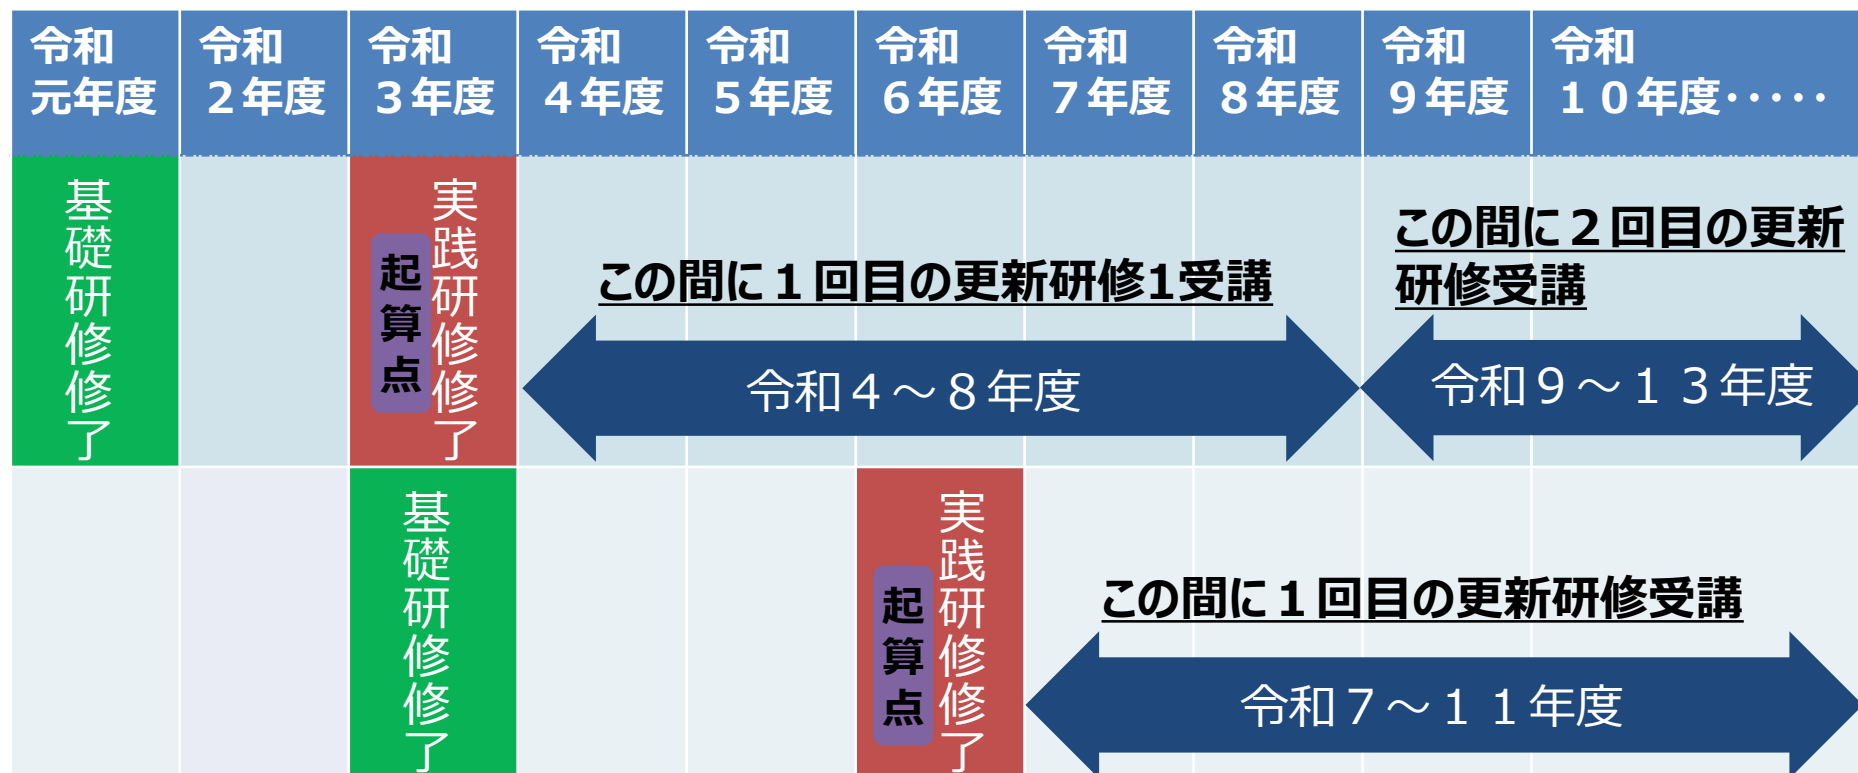 令和
元年度
令和
２年度
令和
３年度
令和
４年度
令和
５年度
令和
６年度
令和
７年度
令和
８年度
令和
９年度
令和
１０年度･････
基礎研修修了
起算点
実践研修修了
この間に１回目の更新研修1受講
令和４～８年度
この間に２回目の更新
研修受講
令和９～１３年度
基礎研修修了
起算点
実践研修修了
この間に１回目の更新研修受講
令和７～１１年度